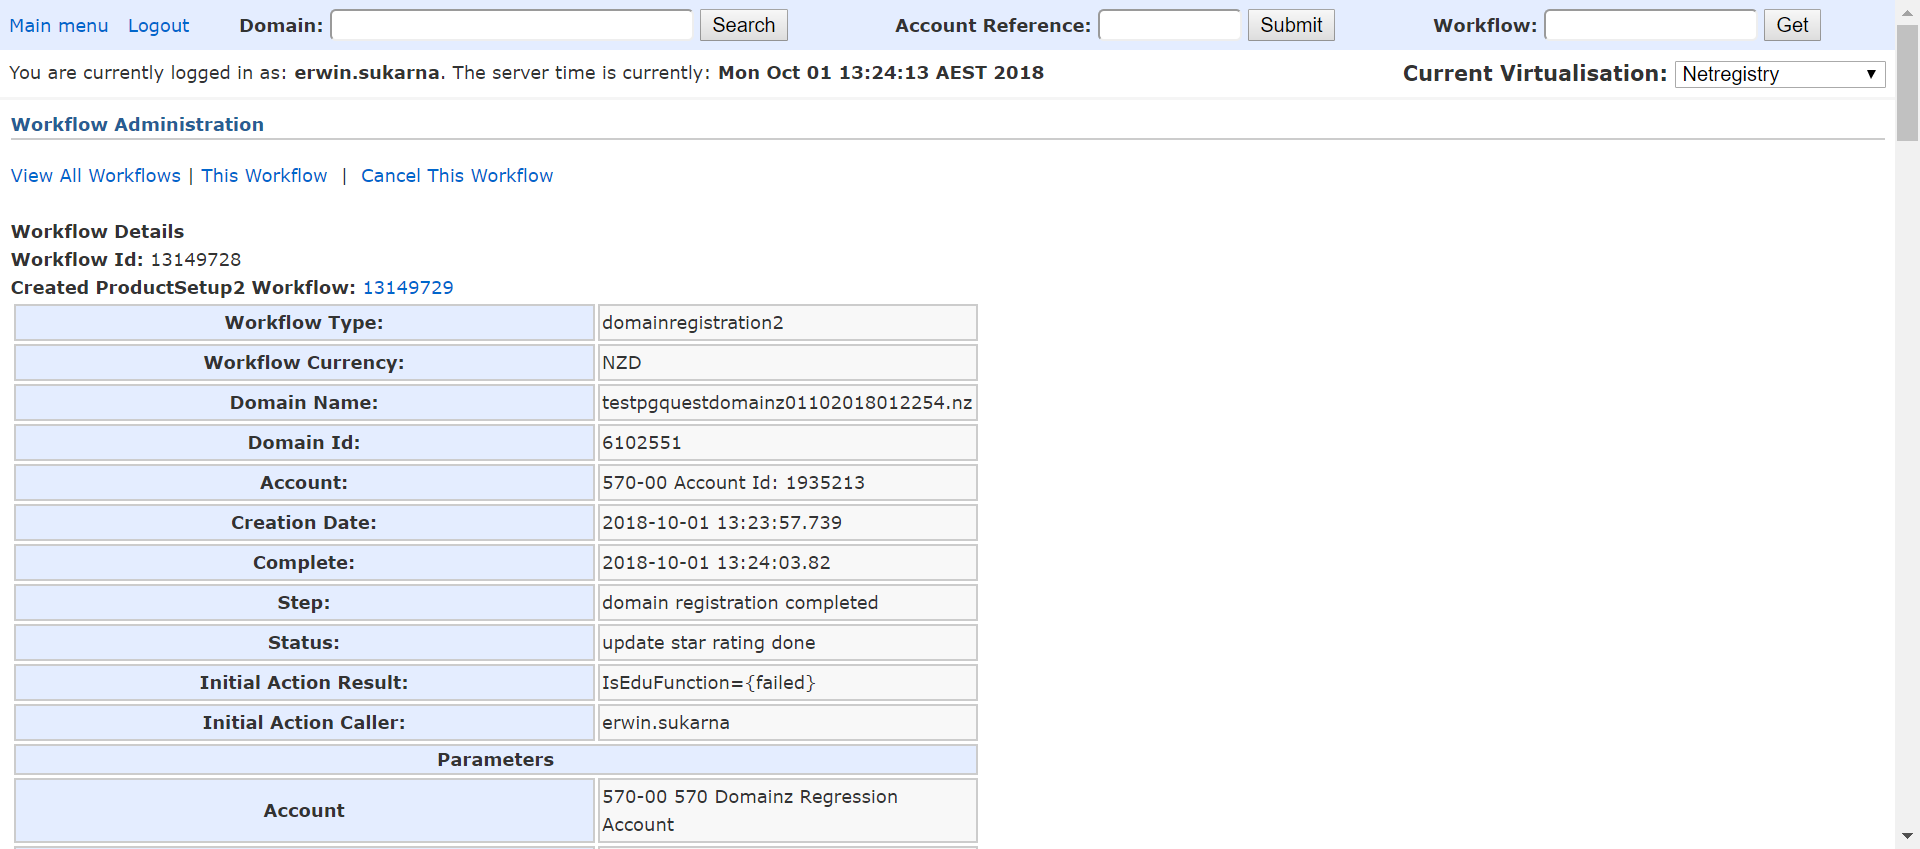 Main menu Logout Domain: Search Account Reference: Submit Workflow: Get
You are currently logged in as: erwin.sukarna. The server time is currently: Mon Oct 01 13:24:13 AEST 2018 Current Virtualisation: Netregistry
Workflow Administration
View All Workflows | This Workflow | Cancel This Workflow
Workflow Details
Workflow Id: 13149728
Created ProductSetup2 Workflow: 13149729
Workflow Type: domainregistration2
Workflow Currency: NZD
Domain Name: testpgquestdomainz01102018012254.nz
Domain Id: 6102551
Account: 570-00 Account Id: 1935213
Creation Date: 2018-10-01 13:23:57.739
Complete: 2018-10-01 13:24:03.82
Step: domain registration completed
Status: update star rating done
Initial Action Result: IsEduFunction={failed}
Initial Action Caller: erwin.sukarna
Parameters
Account 570-00 570 Domainz Regression
Account